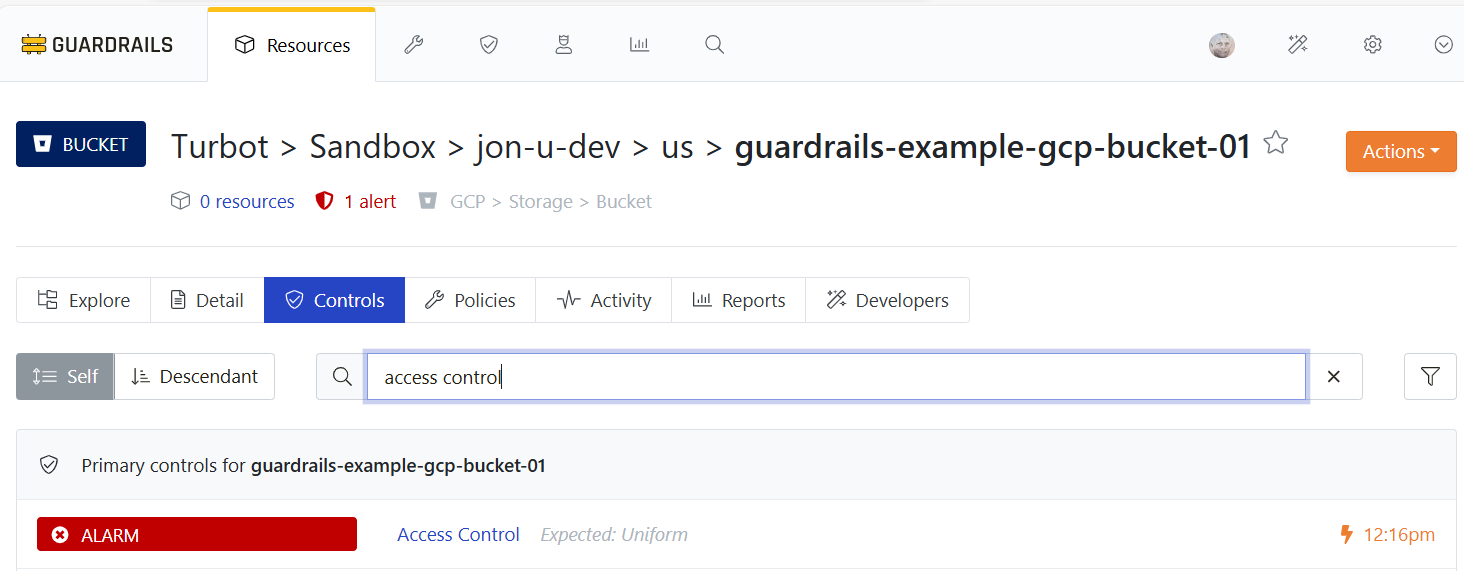 GUARDRAILS Resources
BUCKET Turbot > Sandbox > jon-u-dev > us > guardrails-example-gcp-bucket-01 Actions
0 resources 1 alert GCP > Storage > Bucket
Explore Detail Controls Policies Activity Reports Developers
Self Descendant access control
Primary controls for guardrails-example-gcp-bucket-01
ALARM Access Control Expected: Uniform 12:16pm